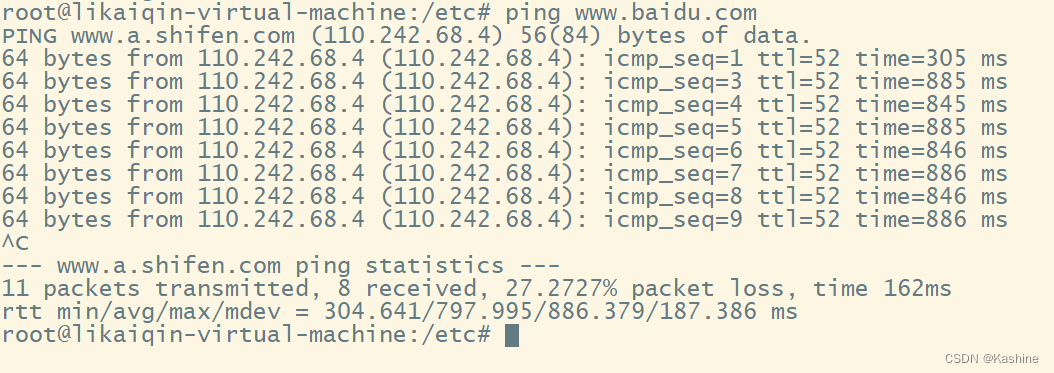 root@likaiqin-virtual-machine:/etc# ping www.baidu.com
PING www.a.shifen.com (110.242.68.4) 56(84) bytes of data.
64 bytes from 110.242.68.4 (110.242.68.4): icmp_seq=1 ttl=52 time=305 ms
64 bytes from 110.242.68.4 (110.242.68.4): icmp_seq=3 ttl=52 time=885 ms
64 bytes from 110.242.68.4 (110.242.68.4): icmp_seq=4 ttl=52 time=845 ms
64 bytes from 110.242.68.4 (110.242.68.4): icmp_seq=5 ttl=52 time=885 ms
64 bytes from 110.242.68.4 (110.242.68.4): icmp_seq=6 ttl=52 time=846 ms
64 bytes from 110.242.68.4 (110.242.68.4): icmp_seq=7 ttl=52 time=886 ms
64 bytes from 110.242.68.4 (110.242.68.4): icmp_seq=8 ttl=52 time=846 ms
64 bytes from 110.242.68.4 (110.242.68.4): icmp_seq=9 ttl=52 time=886 ms
^C
--- www.a.shifen.com ping statistics ---
11 packets transmitted, 8 received, 27.2727% packet loss, time 162ms
rtt min/avg/max/mdev = 304.641/797.995/886.379/187.386 ms
root@likaiqin-virtual-machine:/etc#
CSDN @Kashine